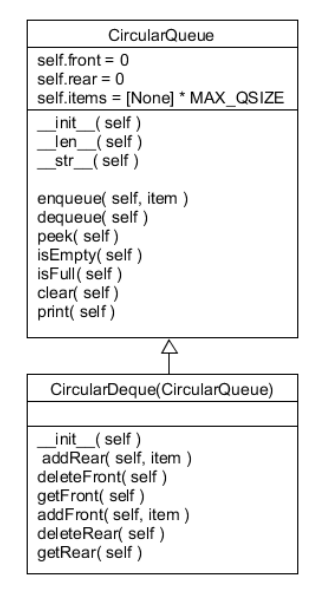 CircularQueue
self.front = 0
self.rear = 0
self.items = [None] * MAX_QSIZE
__init__( self )
__len__( self )
__str__( self )
enqueue( self, item )
dequeue( self )
peek( self )
isEmpty( self )
isFull( self )
clear( self )
print( self )
CircularDeque(CircularQueue)
__init__( self )
addRear( self, item )
deleteFront( self )
getFront( self )
addFront( self, item )
deleteRear( self )
getRear( self )